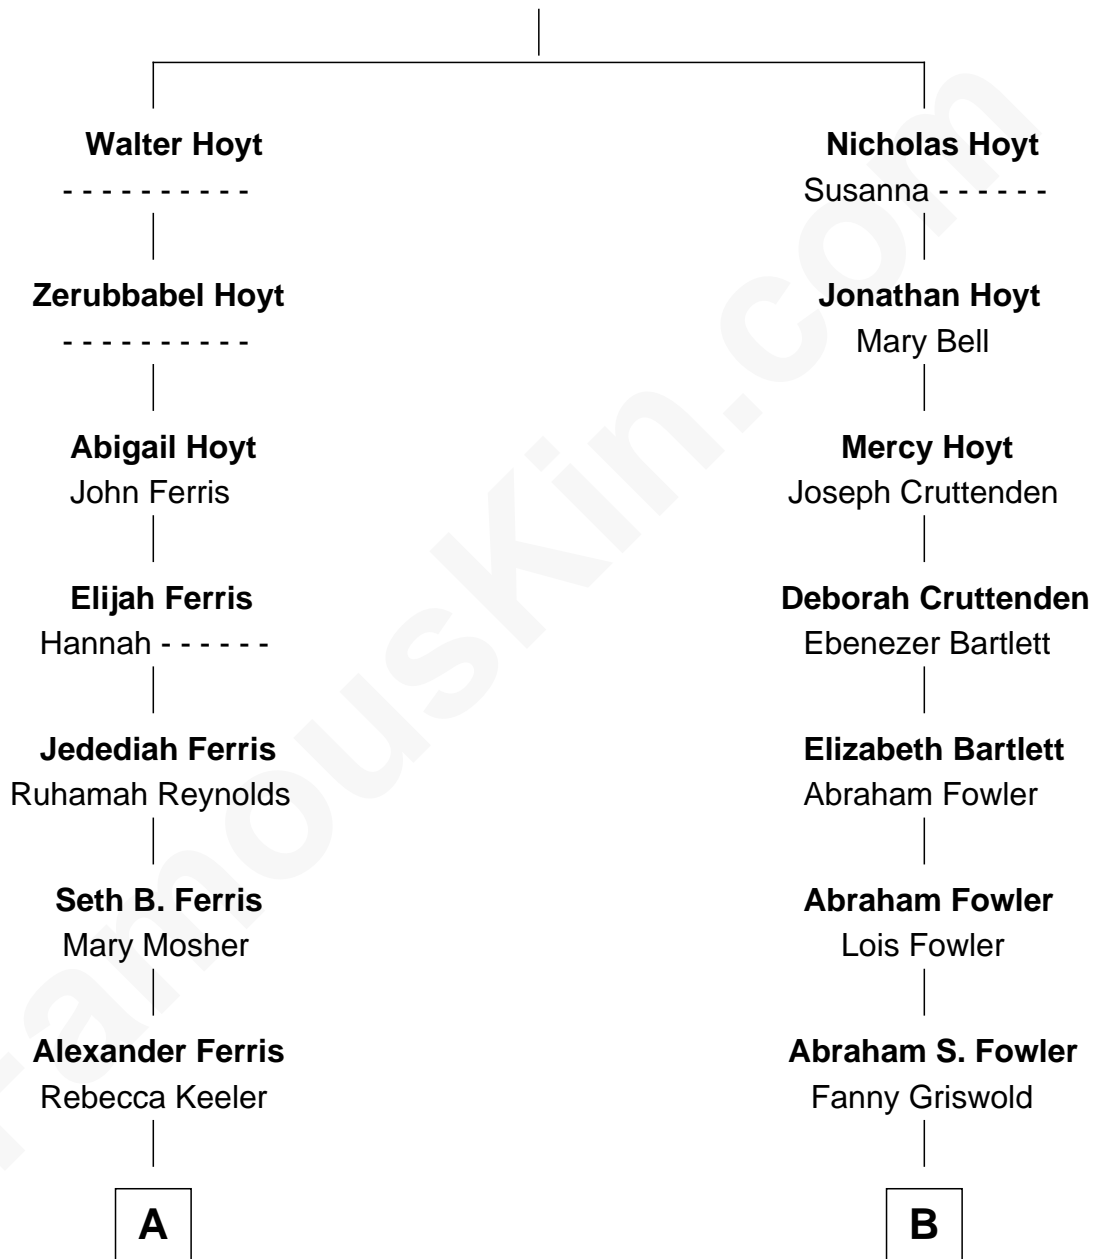 Walter Hoyt
- - - - - - - - - -
Zerubbabel Hoyt
- - - - - - - - - -
Abigail Hoyt
John Ferris
Elijah Ferris
Hannah - - - - - -
Jedediah Ferris
Ruhamah Reynolds
Seth B. Ferris
Mary Mosher
Alexander Ferris
Rebecca Keeler
A
Nicholas Hoyt
Susanna - - - - - -
Jonathan Hoyt
Mary Bell
Mercy Hoyt
Joseph Cruttenden
Deborah Cruttenden
Ebenezer Bartlett
Elizabeth Bartlett
Abraham Fowler
Abraham Fowler
Lois Fowler
Abraham S. Fowler
Fanny Griswold
B
FamousKin.com